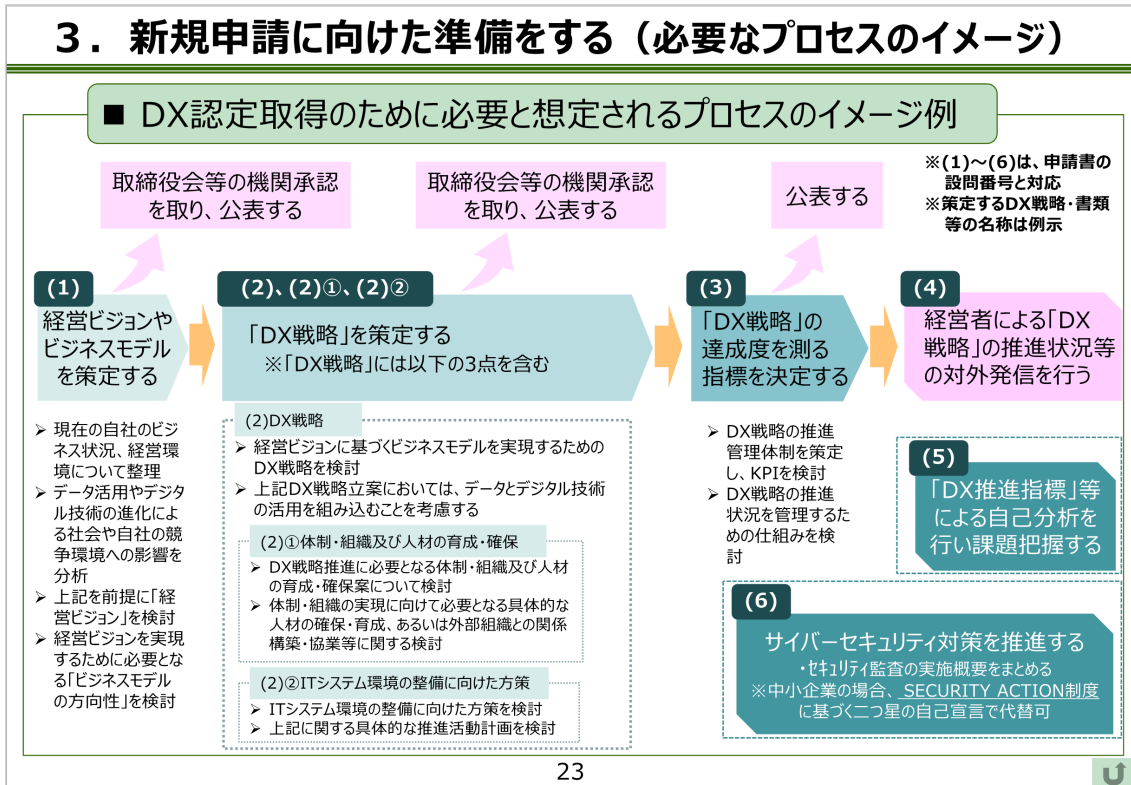 ３．新規申請に向けた準備をする（必要なプロセスのイメージ）
■ DX認定取得のために必要と想定されるプロセスのイメージ例
※(1)～(6)は、申請書の
設問番号と対応
※策定するDX戦略・書類
等の名称は例示
取締役会等の機関承認
を取り、公表する
取締役会等の機関承認
を取り、公表する
公表する
(1)
経営ビジョンや
ビジネスモデル
を策定する
➢ 現在の自社のビジ
ネス状況、経営環
境について整理
➢ データ活用やデジタ
ル技術の進化によ
る社会や自社の競
争環境への影響を
分析
➢ 上記を前提に「経
営ビジョン」を検討
➢ 経営ビジョンを実現
するために必要とな
る「ビジネスモデル
の方向性」を検討
(2)、(2)①、(2)②
「DX戦略」を策定する
※「DX戦略」には以下の3点を含む
(2)DX戦略
➢ 経営ビジョンに基づくビジネスモデルを実現するための
DX戦略を検討
➢ 上記DX戦略立案においては、データとデジタル技術
の活用を組み込むことを考慮する
(2)①体制・組織及び人材の育成・確保
➢ DX戦略推進に必要となる体制・組織及び人材
の育成・確保案について検討
➢ 体制・組織の実現に向けて必要となる具体的な
人材の確保・育成、あるいは外部組織との関係
構築・協業等に関する検討
(2)②ITシステム環境の整備に向けた方策
➢ ITシステム環境の整備に向けた方策を検討
➢ 上記に関する具体的な推進活動計画を検討
(3)
「DX戦略」の
達成度を測る
指標を決定する
➢ DX戦略の推進
管理体制を策定
し、KPIを検討
➢ DX戦略の推進
状況を管理するた
めの仕組みを検
討
(4)
経営者による「DX
戦略」の推進状況等
の対外発信を行う
(5)
「DX推進指標」等
による自己分析を
行い課題把握する
(6)
サイバーセキュリティ対策を推進する
・ｾｷｭﾘﾃｨ監査の実施概要をまとめる
※中小企業の場合、SECURITY ACTION制度
に基づく二つ星の自己宣言で代替可
23